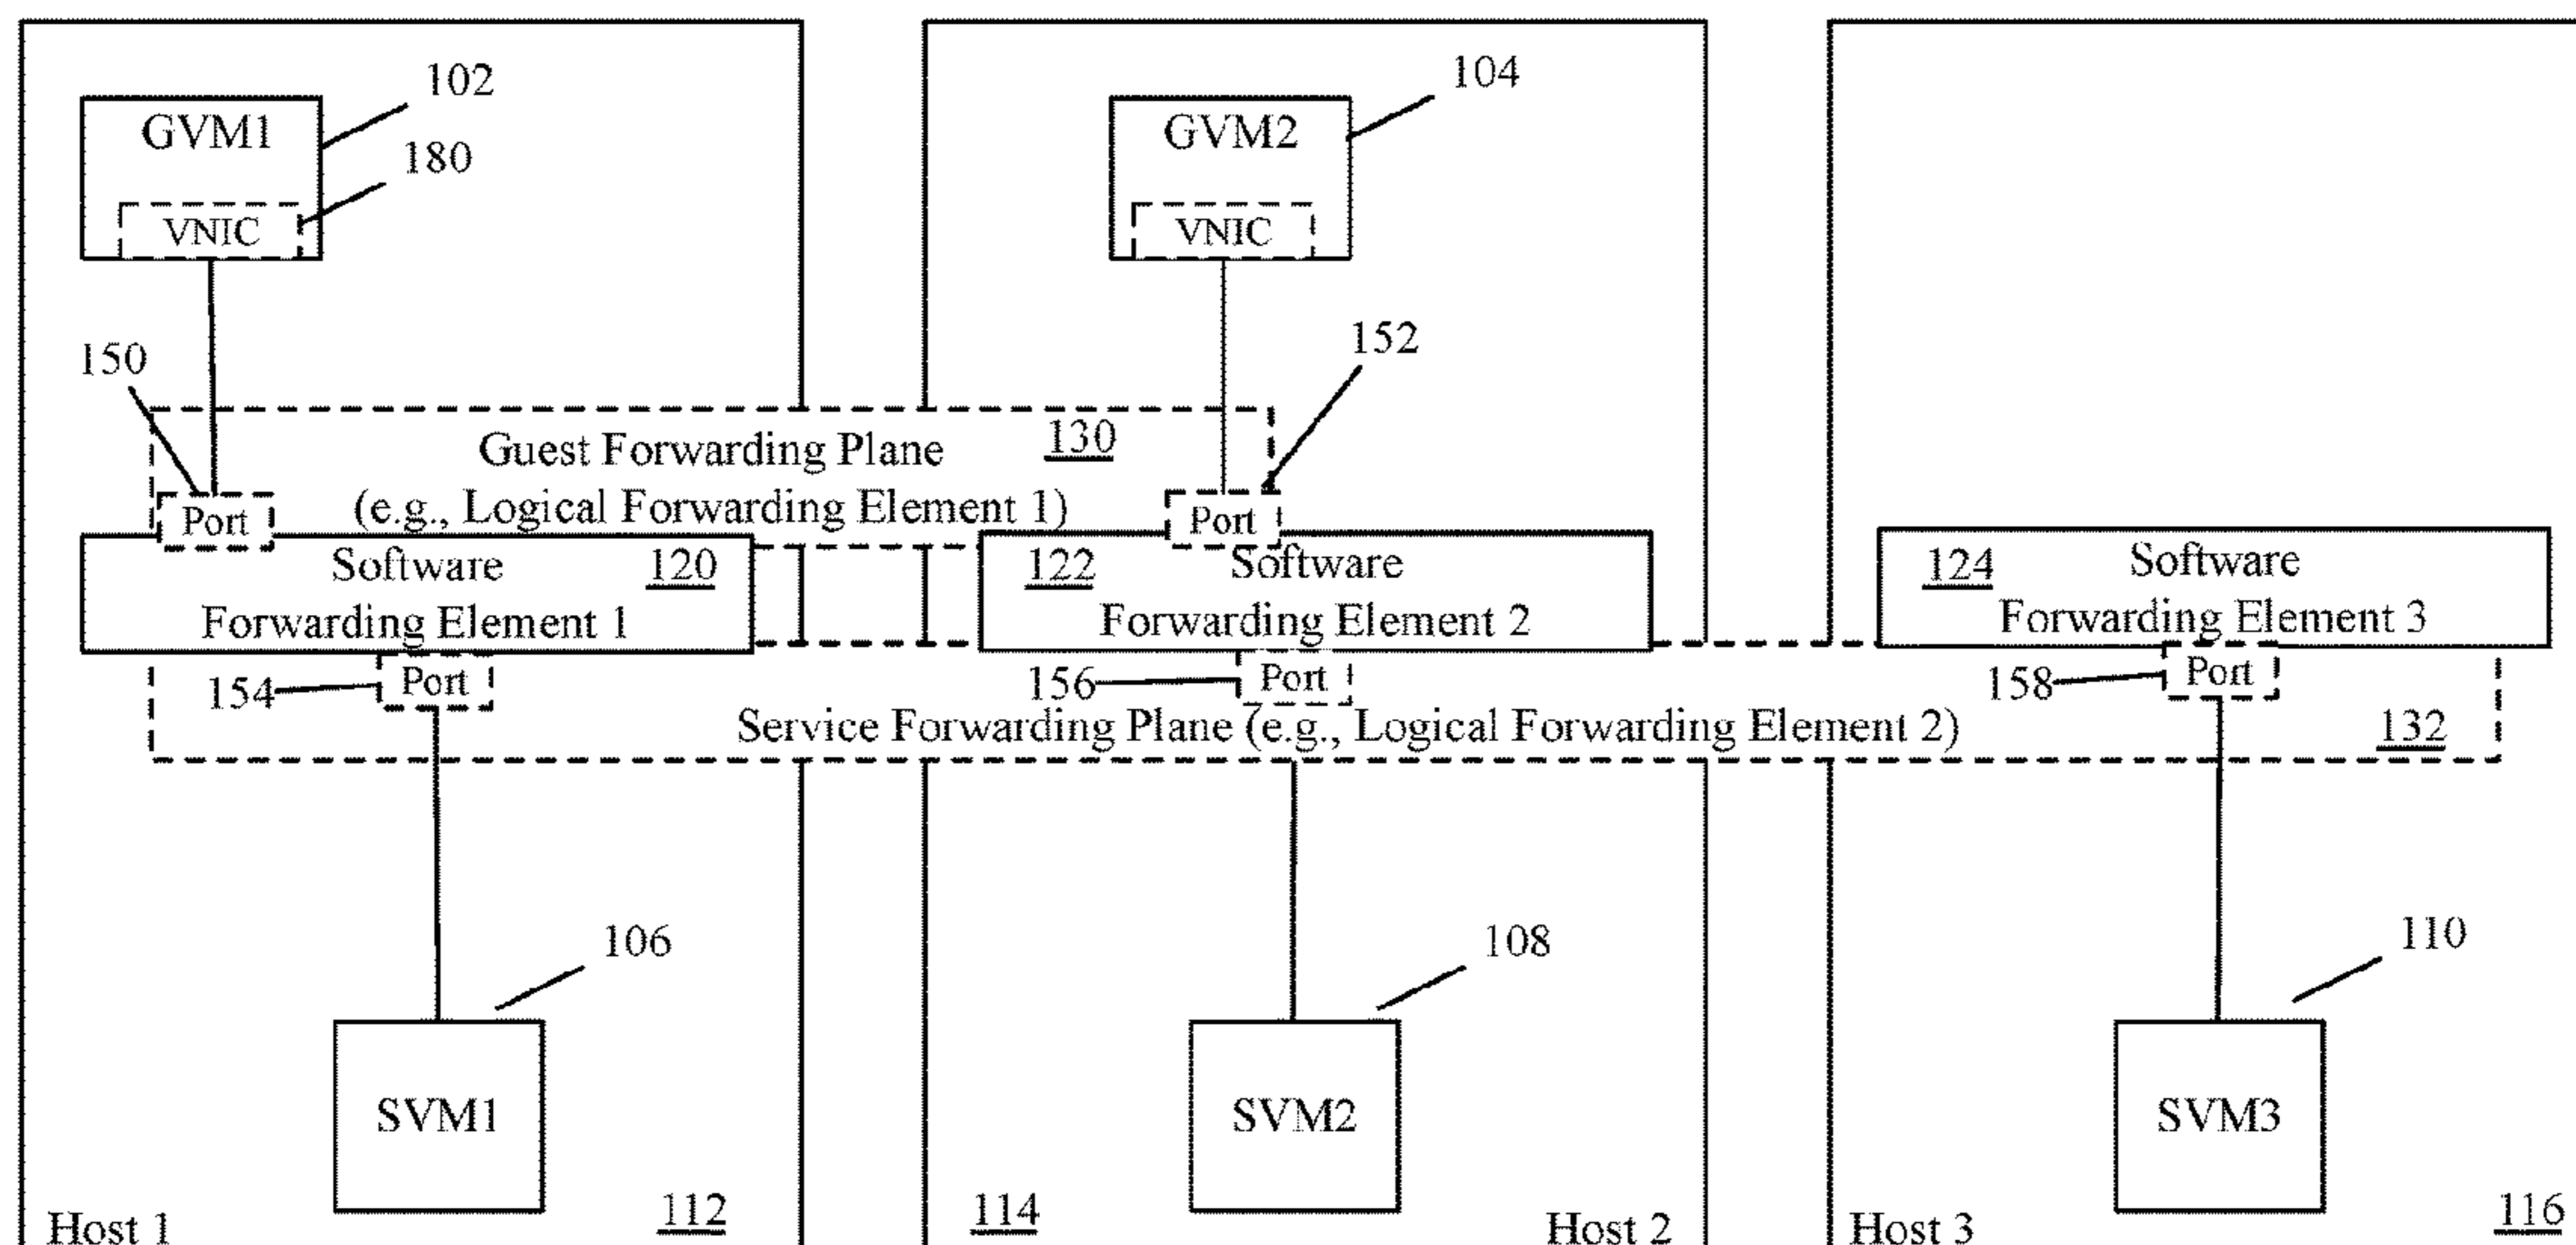 102
104
GVM1
GVM2
180
VNIC
VNIC
150
152
Guest Forwarding Plane
130
(e.g., Logical Forwarding Element 1)
Port
Port
Software
120
Forwarding Element 1
122
Software
Forwarding Element 2
124
Software
Forwarding Element 3
154
Port
156
Port
158
Port
Service Forwarding Plane (e.g., Logical Forwarding Element 2)
132
106
108
110
SVM1
SVM2
SVM3
Host 1
112
114
Host 2
Host 3
116